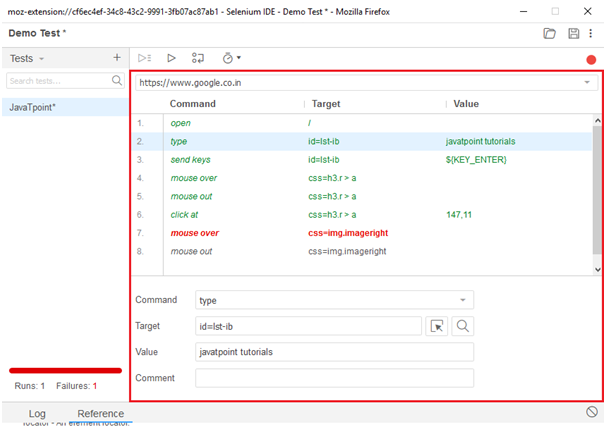 moz-extension://cf6ec4ef-34c8-43c2-9991-3fb07ac87ab1 - Selenium IDE - Demo Test * - Mozilla Firefox
Demo Test *
Tests
Search tests...
JavaTpoint*
https://www.google.co.in
Command Target Value
1. open /
2. type id=lst-ib javatpoint tutorials
3. send keys id=lst-ib ${KEY_ENTER}
4. mouse over css=h3.r > a
5. mouse out css=h3.r > a
6. click at css=h3.r > a 147,11
7. mouse over css=img.imageright
8. mouse out css=img.imageright
Command type
Target id=lst-ib
Value javatpoint tutorials
Comment
Runs: 1 Failures: 1
Log Reference
locator - An element locator.